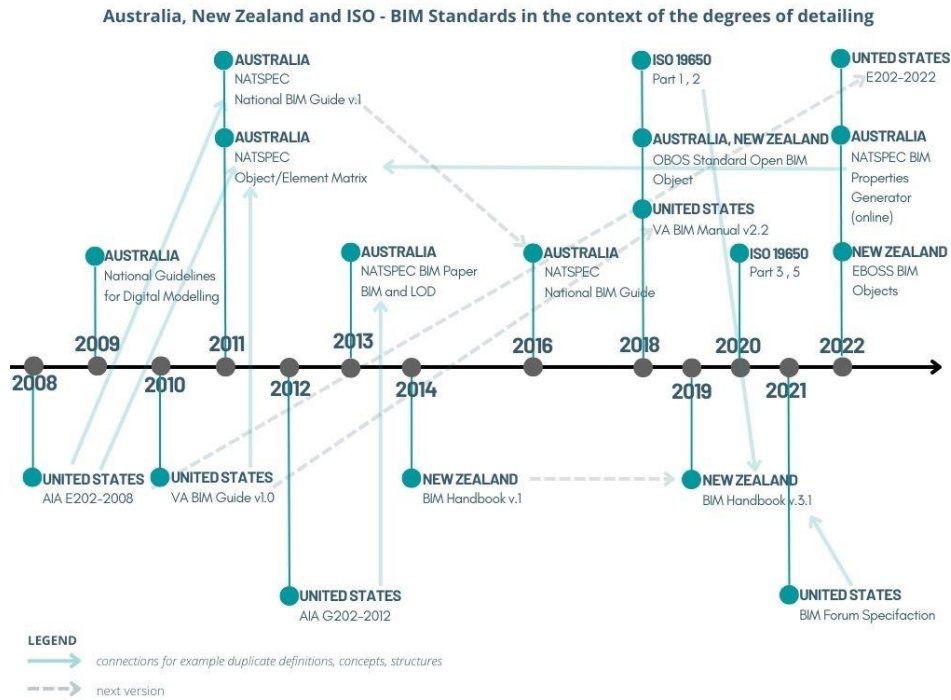 Australia, New Zealand and ISO - BIM Standards in the context of the degrees of detailing
AUSTRALIA
NATSPEC
National BIM Guide v.1
AUSTRALIA
NATSPEC
Object/Element Matrix
ISO 19650
Part 1 , 2
AUSTRALIA, NEW ZEALAND
OBOS Standard Open BIM
Object
UNITED STATES
VA BIM Manual v2.2
UNTED STATES
E202-2022
AUSTRALIA
NATSPEC BIM
Properties
Generator
(online)
NEW ZEALAND
EBOSS BIM
Objects
AUSTRALIA
National Guidelines
for Digital Modelling
AUSTRALIA
NATSPEC BIM Paper
BIM and LOD
AUSTRALIA
NATSPEC
National BIM Guide
ISO 19650
Part 3 , 5
2009
2011
2013
2016
2018
2020
2022
2008
2010
2012
2014
2019
2021
UNITED STATES
AIA E202-2008
UNITED STATES
VA BIM Guide v1.0
NEW ZEALAND
BIM Handbook v.1
NEW ZEALAND
BIM Handbook v.3.1
UNITED STATES
AIA G202-2012
UNITED STATES
BIM Forum Specifaction
LEGEND
connections for example duplicate definitions, concepts, structures
next version